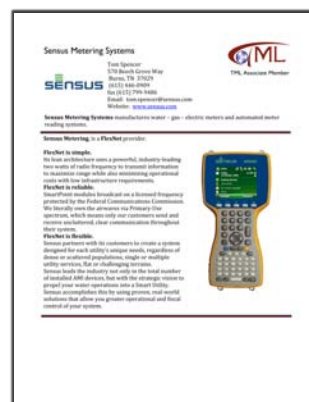 Sensus Metering Systems
TML
TML Associate Member
SENSUS
Tom Spencer
570 Beech Grove Way
Burns, TN 37029
(615) 446-0909
fax (615) 799-9486
Email: tom.spencer@sensus.com
Website: www.sensus.com
Sensus Metering Systems manufactures water – gas – electric meters and automated meter
reading systems.
Sensus Metering, is a FlexNet provider.
FlexNet is simple.
Its lean architecture uses a powerful, industry-leading
two watts of radio frequency to transmit information
to maximize range while also minimizing operational
costs with low infrastructure requirements.
FlexNet is reliable.
SmartPoint modules broadcast on a licensed frequency
protected by the Federal Communications Commission.
We literally own the airwaves via Primary-Use
spectrum, which means only our customers send and
receive uncluttered, clear communication throughout
their system.
FlexNet is flexible.
Sensus partners with its customers to create a system
designed for each utility's unique needs, regardless of
dense or scattered populations, single or multiple
utility services, flat or challenging terrains.
Sensus leads the industry not only in the total number
of installed AMI devices, but with the strategic vision to
propel your water operations into a Smart Utility.
Sensus accomplishes this by using proven, real-world
solutions that allow you greater operational and fiscal
control of your system.